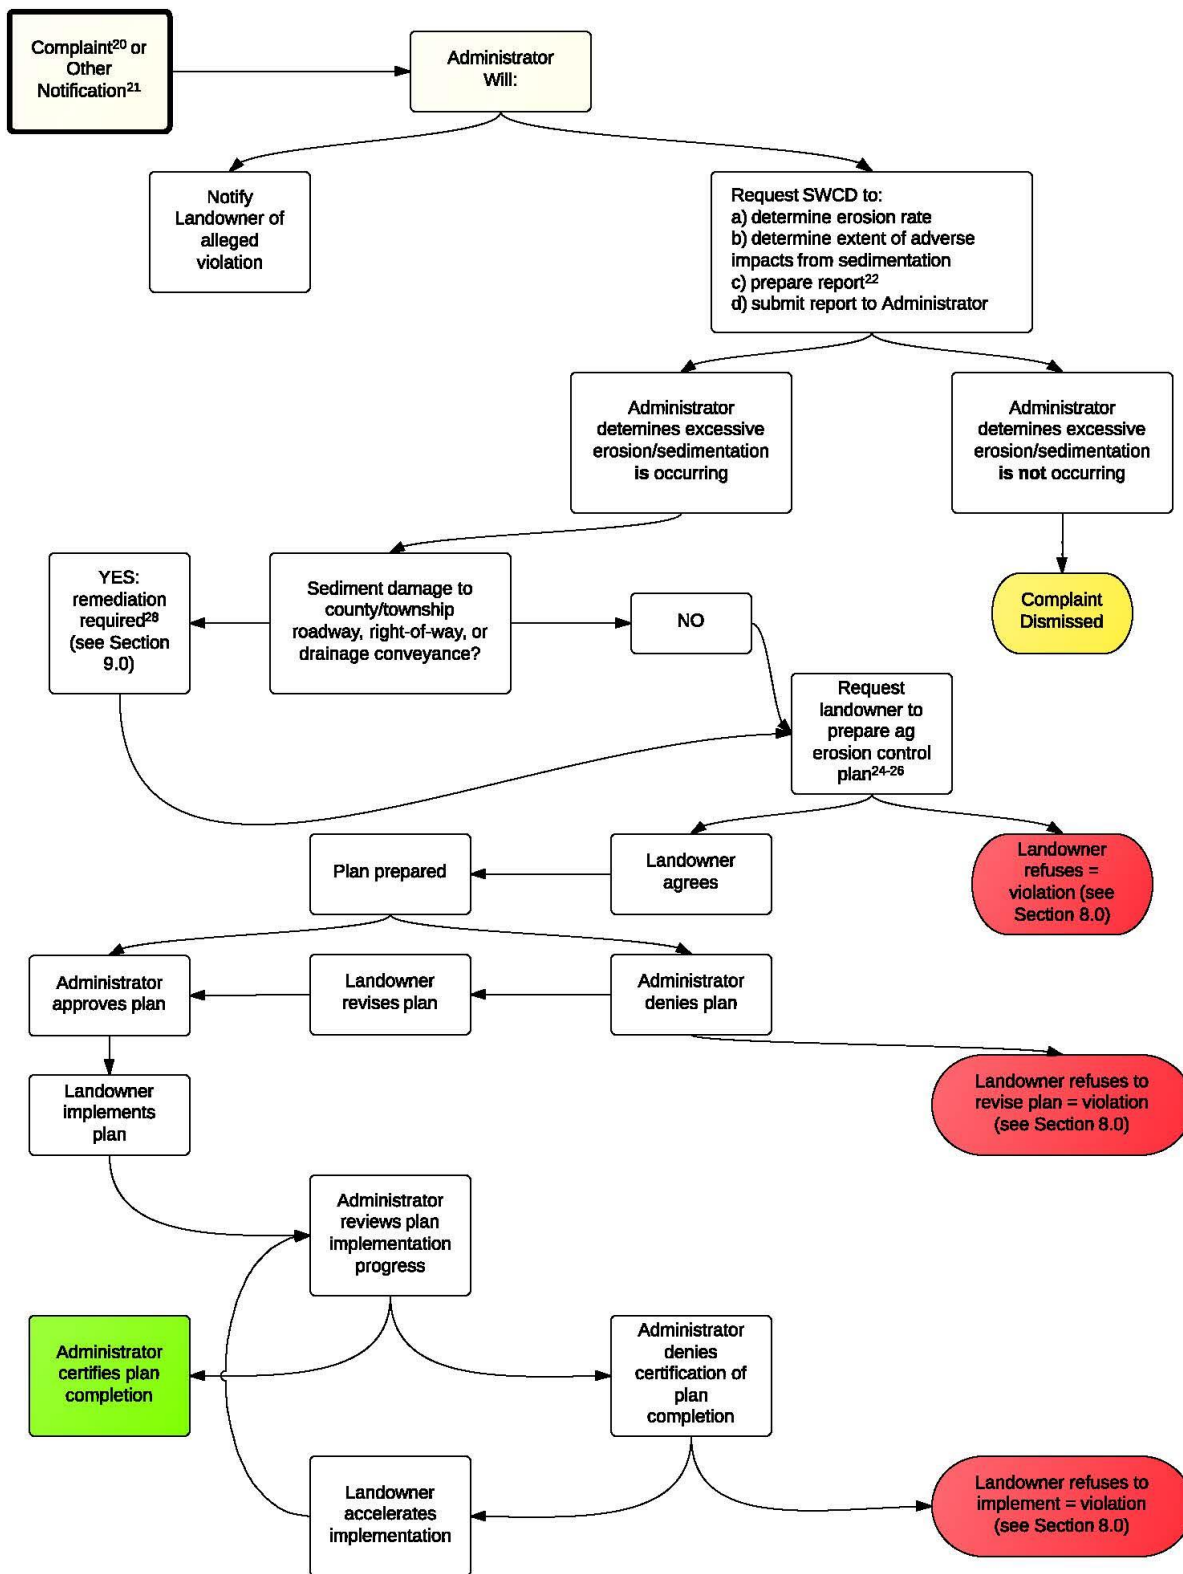 Complaint²⁰ or
Other
Notification²¹
Administrator
Will:
Notify
Landowner of
alleged
violation
Request SWCD to:
a) determine erosion rate
b) determine extent of adverse
impacts from sedimentation
c) prepare report²²
d) submit report to Administrator
Administrator
detemines excessive
erosion/sedimentation
is occurring
Administrator
detemines excessive
erosion/sedimentation
is not occurring
YES:
remediation
required²⁸
(see Section
9.0)
Sediment damage to
county/township
roadway, right-of-way, or
drainage conveyance?
NO
Complaint
Dismissed
Request
landowner to
prepare ag
erosion control
plan²⁴⁻²⁶
Plan prepared
Landowner
agrees
Landowner
refuses =
violation (see
Section 8.0)
Administrator
approves plan
Landowner
revises plan
Administrator
denies plan
Landowner refuses to
revise plan = violation
(see Section 8.0)
Landowner
implements
plan
Administrator
reviews plan
implementation
progress
Administrator
certifies plan
completion
Administrator
denies
certification of
plan
completion
Landowner
accelerates
implementation
Landowner refuses to
implement = violation
(see Section 8.0)